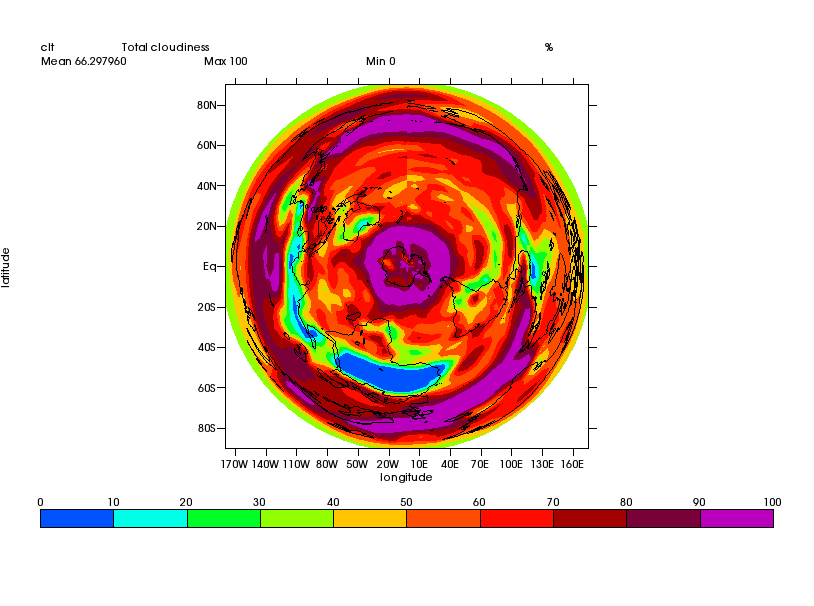 clt Total cloudiness %
Mean 66.297960 Max 100 Min 0
80N
60N
40N
20N
Eq
20S
40S
60S
80S
latitude
170W 140W 110W 80W 50W 20W 10E 40E 70E 100E 130E 160E
longitude
0 10 20 30 40 50 60 70 80 90 100